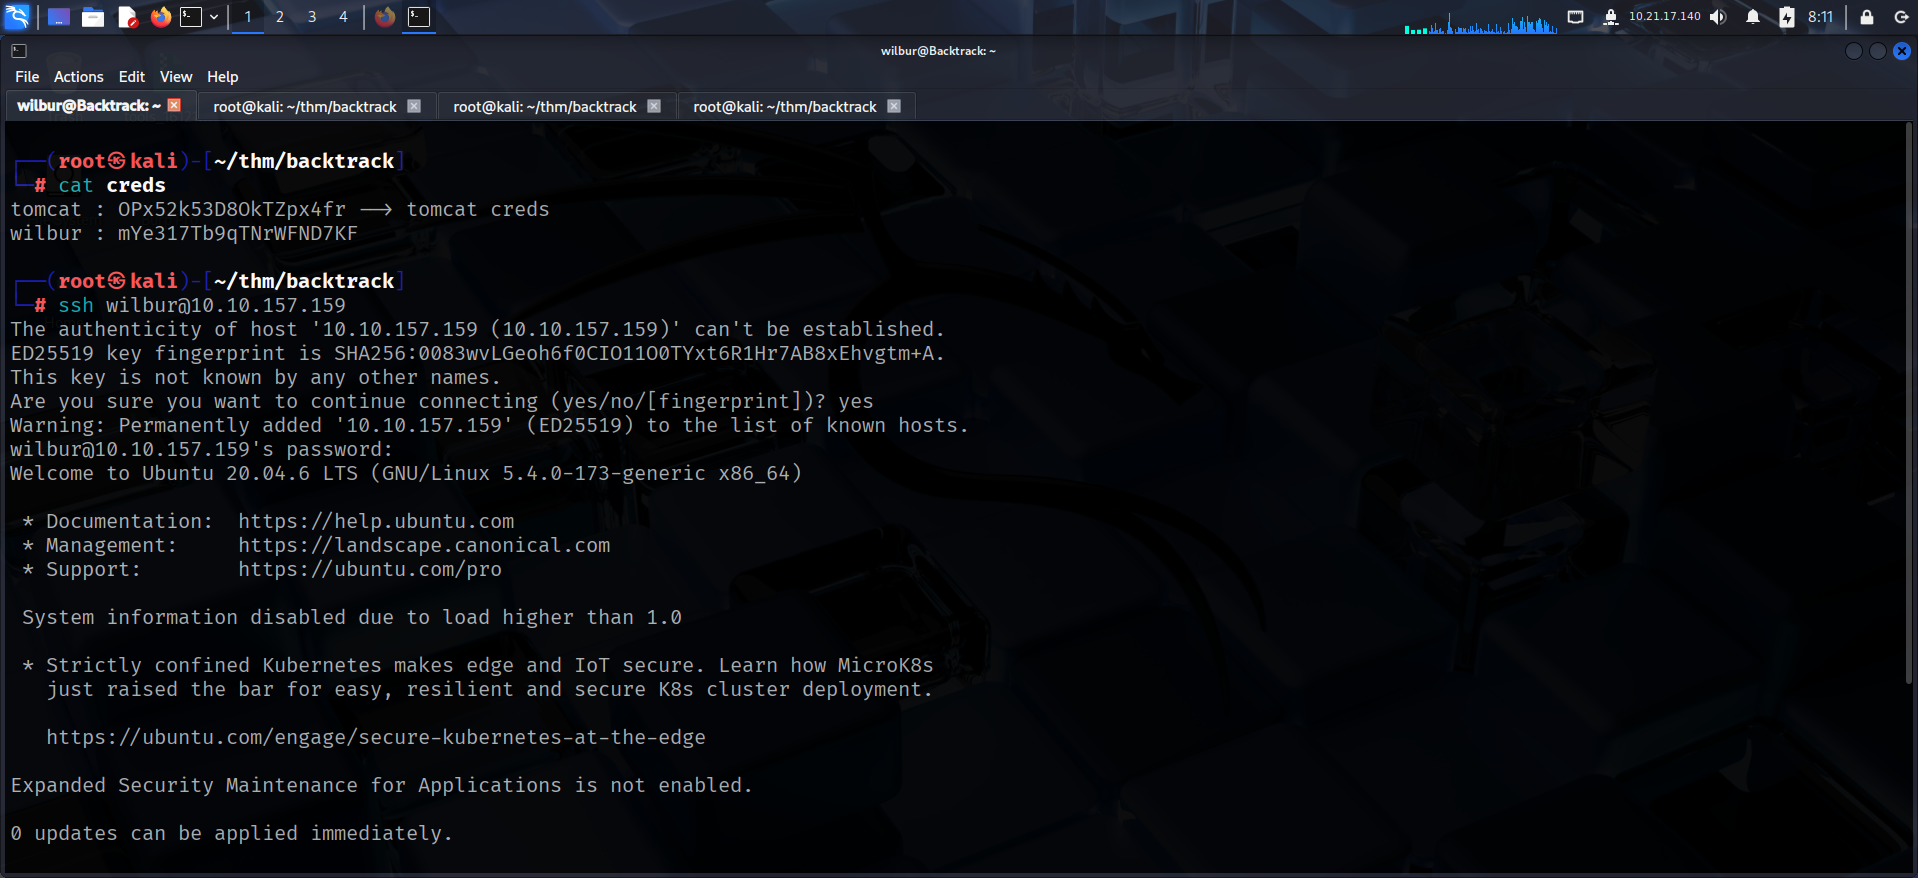 1 2 3 4
10.21.17.140
8:11
wilbur@Backtrack: ~
File Actions Edit View Help
wilbur@Backtrack: ~ root@kali: ~/thm/backtrack root@kali: ~/thm/backtrack root@kali: ~/thm/backtrack
┌──(root㉿kali)-[~/thm/backtrack]
└─# cat creds
tomcat : OPx52k53D8OkTZpx4fr --> tomcat creds
wilbur : mYe317Tb9qTNrWFND7KF
┌──(root㉿kali)-[~/thm/backtrack]
└─# ssh wilbur@10.10.157.159
The authenticity of host '10.10.157.159 (10.10.157.159)' can't be established.
ED25519 key fingerprint is SHA256:0083wvLGeoh6f0CIO11O0TYxt6R1Hr7AB8xEhvgtm+A.
This key is not known by any other names.
Are you sure you want to continue connecting (yes/no/[fingerprint])? yes
Warning: Permanently added '10.10.157.159' (ED25519) to the list of known hosts.
wilbur@10.10.157.159's password:
Welcome to Ubuntu 20.04.6 LTS (GNU/Linux 5.4.0-173-generic x86_64)
* Documentation: https://help.ubuntu.com
* Management: https://landscape.canonical.com
* Support: https://ubuntu.com/pro
System information disabled due to load higher than 1.0
* Strictly confined Kubernetes makes edge and IoT secure. Learn how MicroK8s
just raised the bar for easy, resilient and secure K8s cluster deployment.
https://ubuntu.com/engage/secure-kubernetes-at-the-edge
Expanded Security Maintenance for Applications is not enabled.
0 updates can be applied immediately.